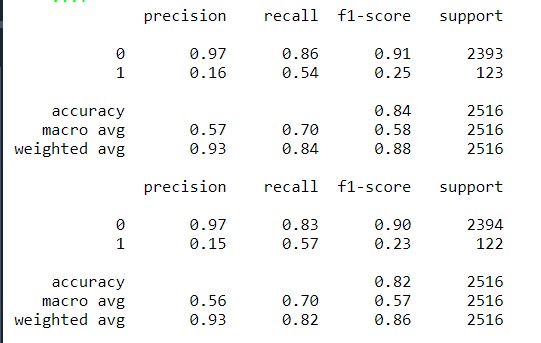 precision recall f1-score support
0 0.97 0.86 0.91 2393
1 0.16 0.54 0.25 123
accuracy 0.84 2516
macro avg 0.57 0.70 0.58 2516
weighted avg 0.93 0.84 0.88 2516
precision recall f1-score support
0 0.97 0.83 0.90 2394
1 0.15 0.57 0.23 122
accuracy 0.82 2516
macro avg 0.56 0.70 0.57 2516
weighted avg 0.93 0.82 0.86 2516